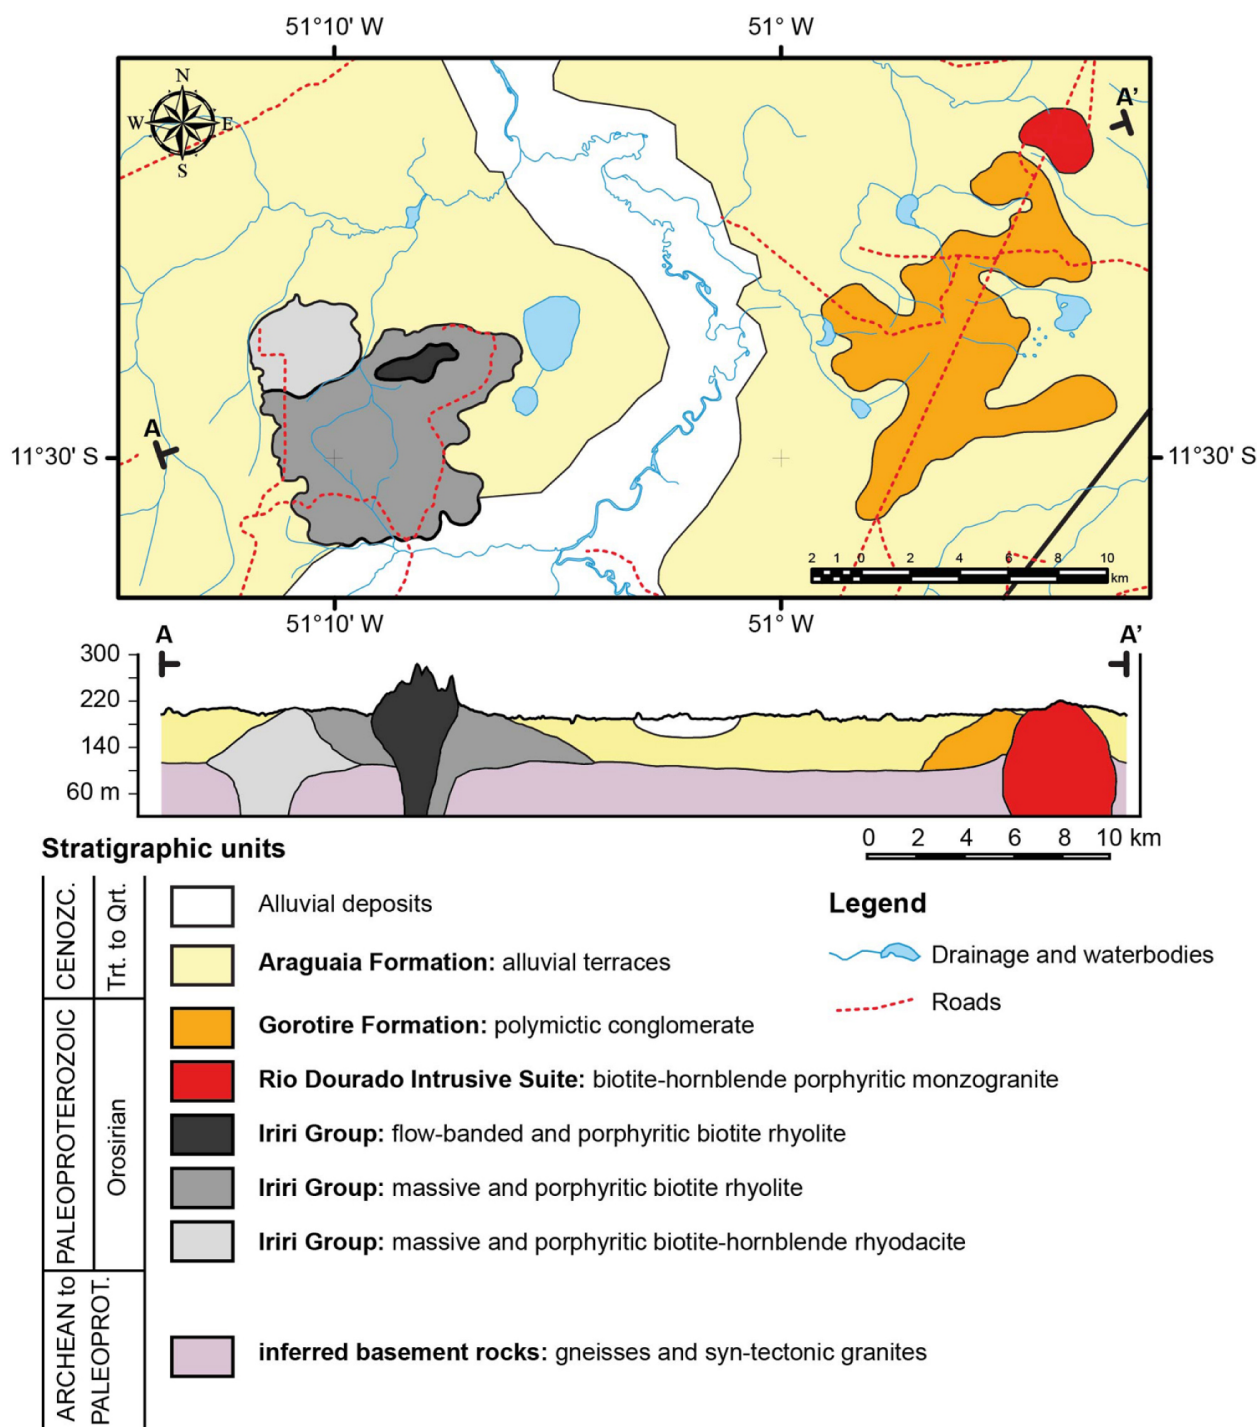 51°10' W 51° W
N
W E
S
A'
A
11°30' S 11°30' S
2 1 0 2 4 6 8 10
km
51°10' W 51° W
A A'
300
220
140
60 m
0 2 4 6 8 10 km
Stratigraphic units
CENOZC.
Trt. to Qrt.
Alluvial deposits
Araguaia Formation: alluvial terraces
PALEOPROTEROZOIC
Orosirian
Gorotire Formation: polymictic conglomerate
Rio Dourado Intrusive Suite: biotite-hornblende porphyritic monzogranite
Iriri Group: flow-banded and porphyritic biotite rhyolite
Iriri Group: massive and porphyritic biotite rhyolite
Iriri Group: massive and porphyritic biotite-hornblende rhyodacite
ARCHEAN to
PALEOPROT.
inferred basement rocks: gneisses and syn-tectonic granites
Legend
Drainage and waterbodies
Roads